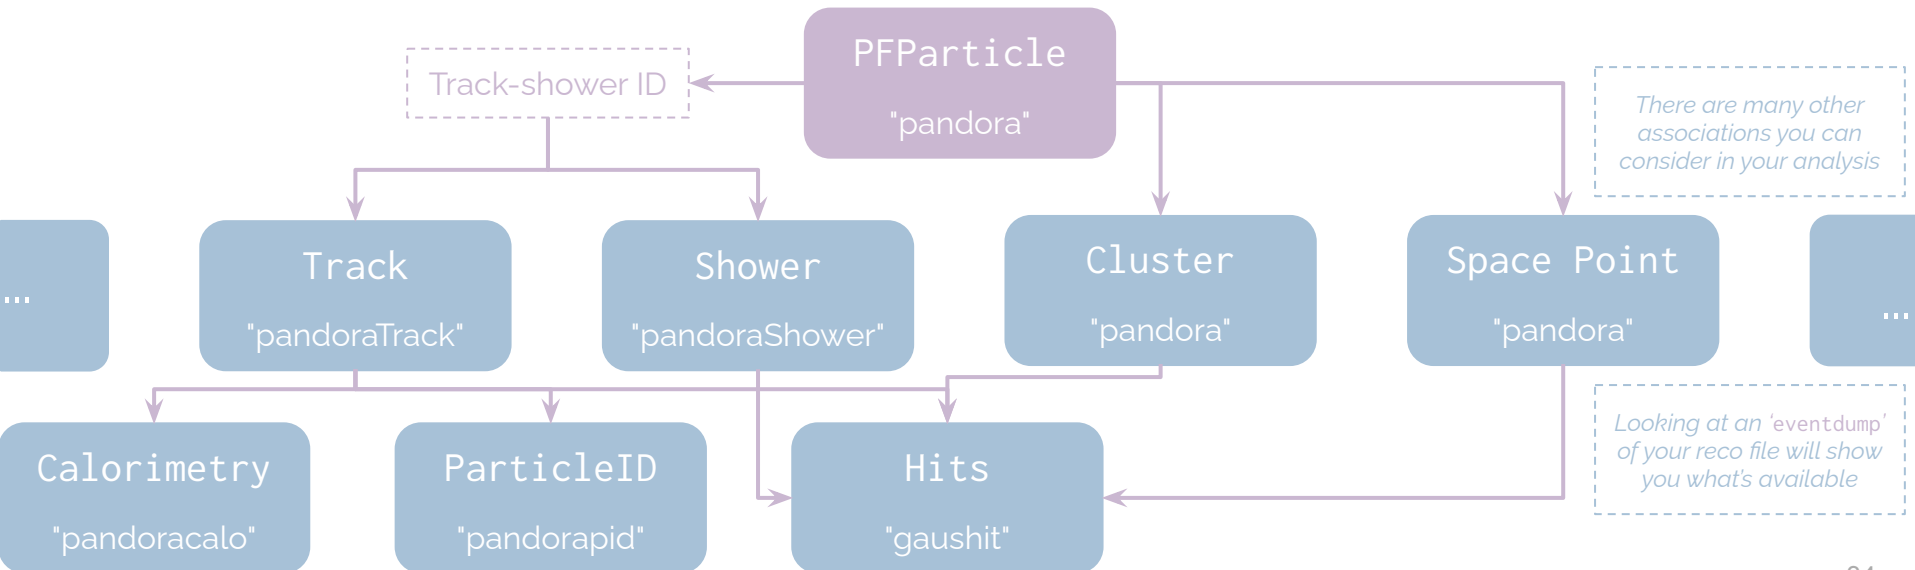 PFParticle
"pandora"
Track-shower ID
There are many other
associations you can
consider in your analysis
...
Track
"pandoraTrack"
Shower
"pandoraShower"
Cluster
"pandora"
Space Point
"pandora"
...
Calorimetry
"pandoracalo"
ParticleID
"pandorapid"
Hits
"gaushit"
Looking at an ‘eventdump’
of your reco file will show
you what’s available